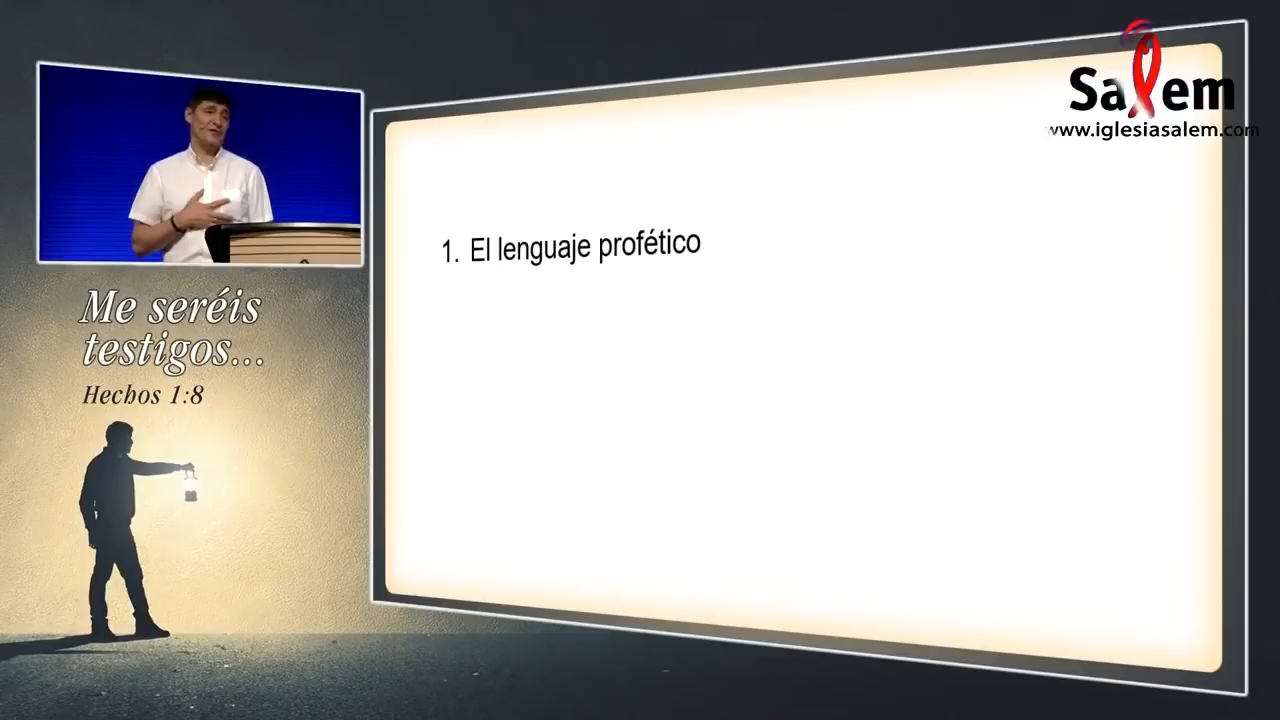 Salem
www.iglesiasalem.com
1. El lenguaje profético
Me seréis
testigos...
Hechos 1:8